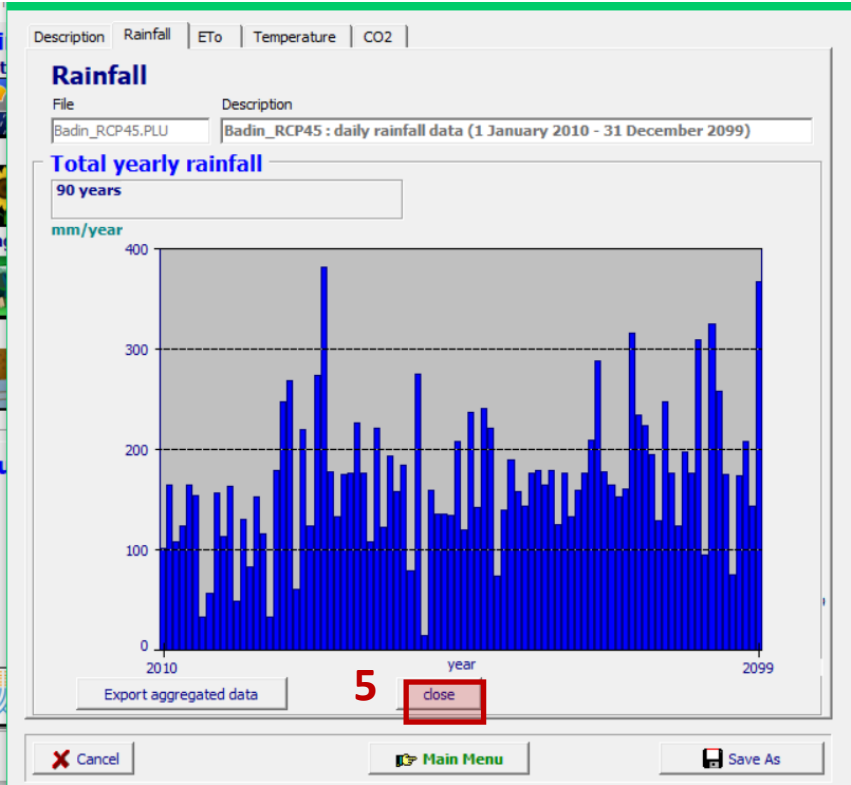 Description Rainfall ETo Temperature CO2
Rainfall
File Description
Badin_RCP45.PLU Badin_RCP45 : daily rainfall data (1 January 2010 - 31 December 2099)
Total yearly rainfall
90 years
mm/year
400
300
200
100
0
2010 year 2099
Export aggregated data 5 close
Cancel Main Menu Save As